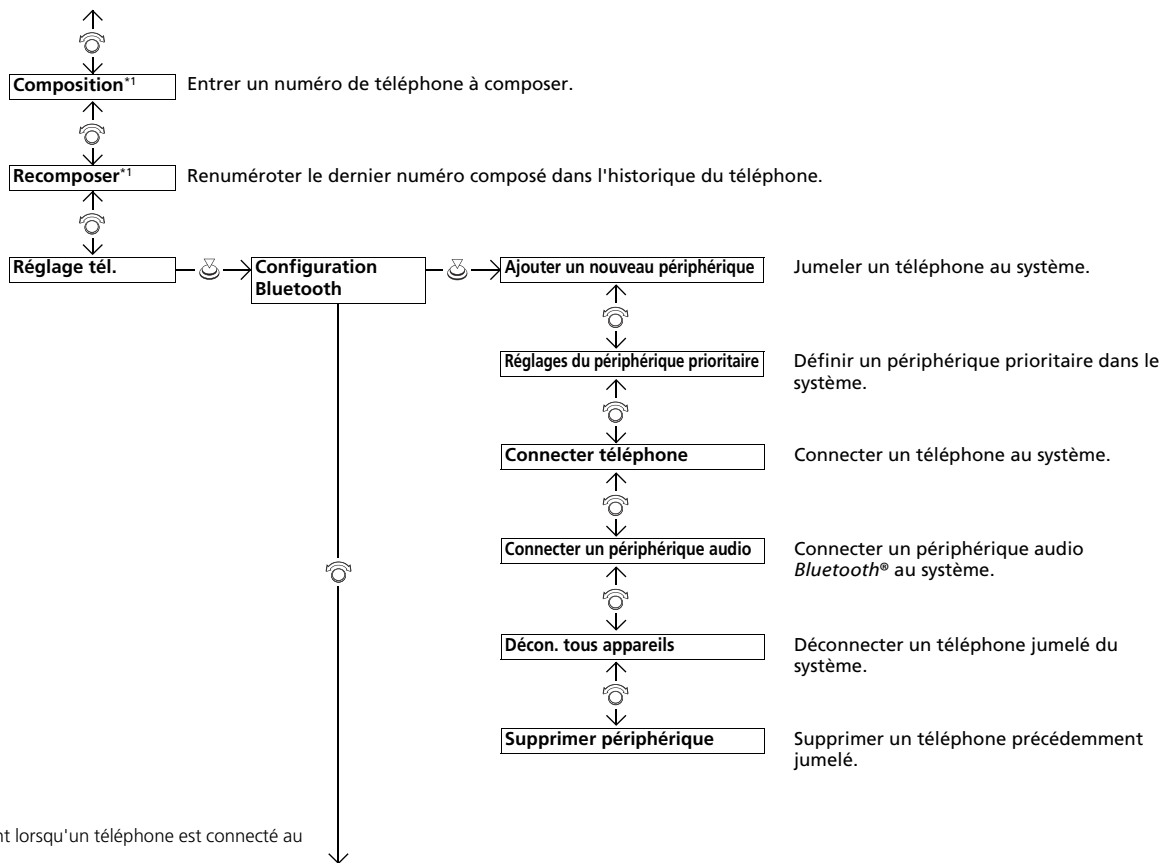 Composition*1
Entrer un numéro de téléphone à composer.
Recomposer*1
Renuméroter le dernier numéro composé dans l'historique du téléphone.
Réglage tél.
Configuration
Bluetooth
Ajouter un nouveau périphérique
Jumeler un téléphone au système.
Réglages du périphérique prioritaire
Définir un périphérique prioritaire dans le
système.
Connecter téléphone
Connecter un téléphone au système.
Connecter un périphérique audio
Connecter un périphérique audio
Bluetooth® au système.
Décon. tous appareils
Déconnecter un téléphone jumelé du
système.
Supprimer périphérique
Supprimer un téléphone précédemment
jumelé.
lorsqu'un téléphone est connecté au